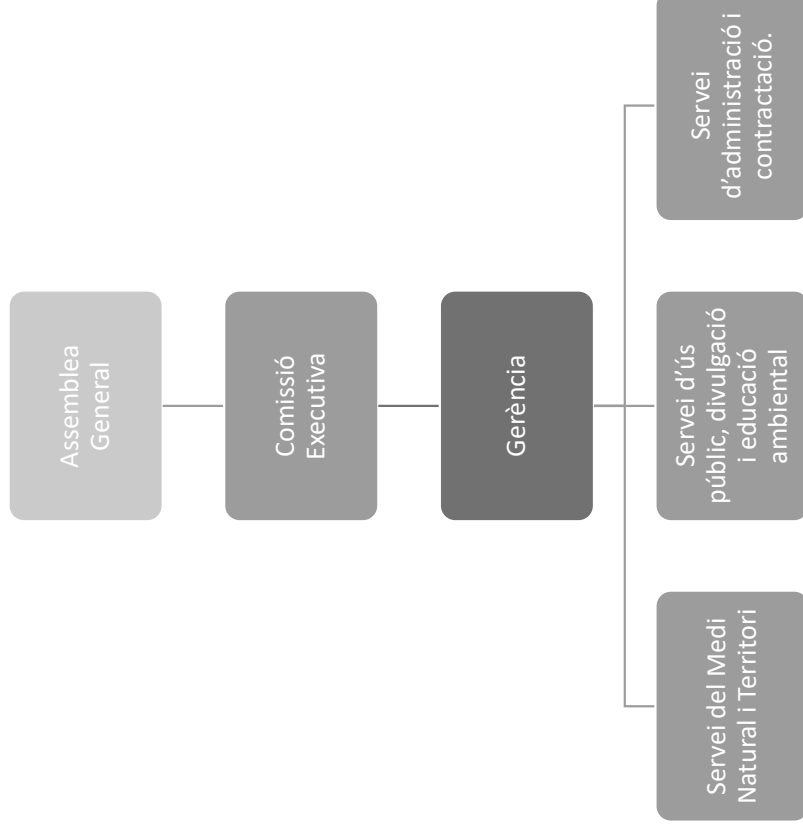 Assemblea
General
Comissió
Executiva
Gerència
Servei del Medi
Natural i Territori
Servei d'ús
públic, divulgació
i educació
ambiental
Servei
d'administració i
contractació.